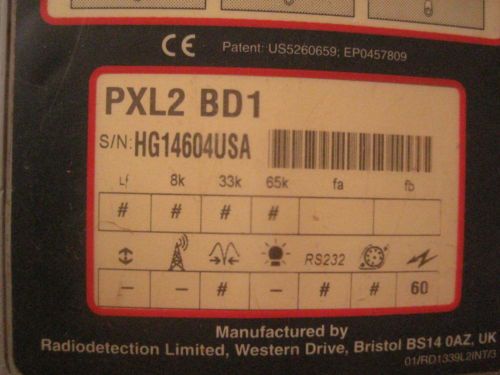 CE Patent: US5260659; EP0457809
PXL2 BD1
S/N: HG14604USA
Lf 8k 33k 65k fa fb
# # # #
RS232
– – # – # # 60
Manufactured by
Radiodetection Limited, Western Drive, Bristol BS14 0AZ, UK
01/RD1339L2INT/3